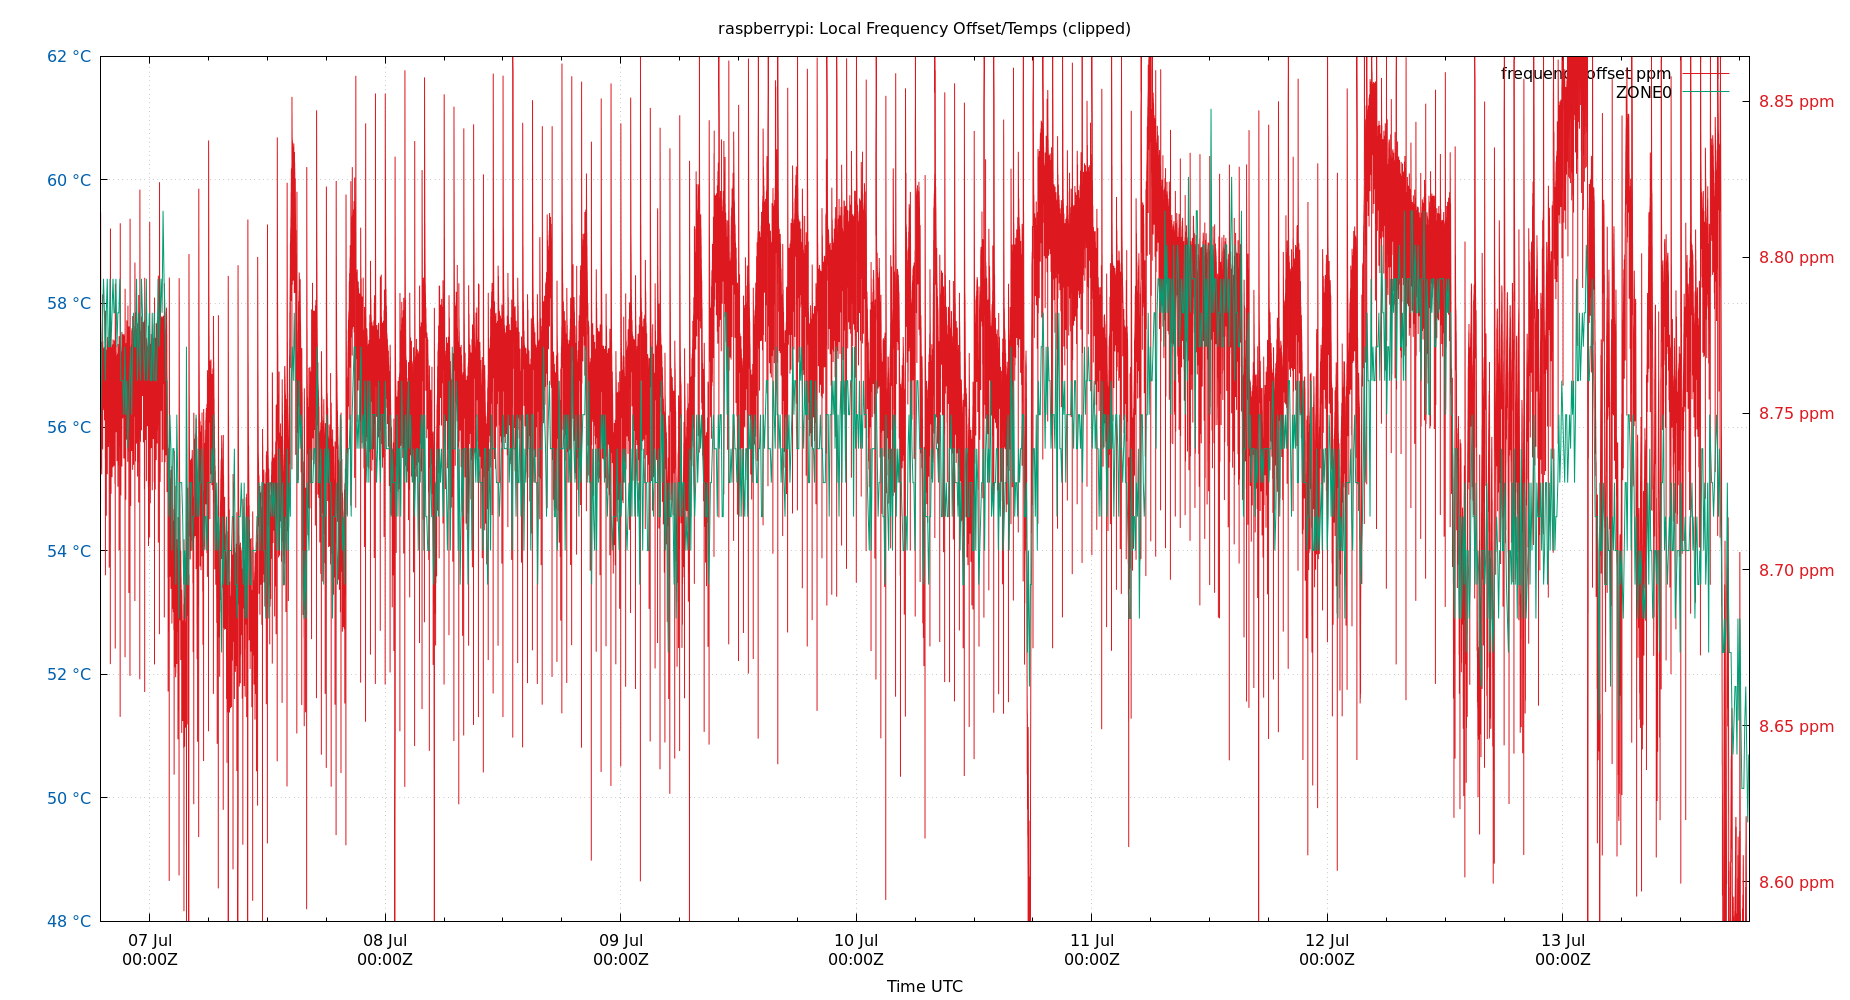 raspberrypi: Local Frequency Offset/Temps (clipped)
62 °C
60 °C
58 °C
56 °C
54 °C
52 °C
50 °C
48 °C
frequency offset ppm
ZONE0
8.85 ppm
8.80 ppm
8.75 ppm
8.70 ppm
8.65 ppm
8.60 ppm
07 Jul 08 Jul 09 Jul 10 Jul 11 Jul 12 Jul 13 Jul
00:00Z 00:00Z 00:00Z 00:00Z 00:00Z 00:00Z 00:00Z
Time UTC